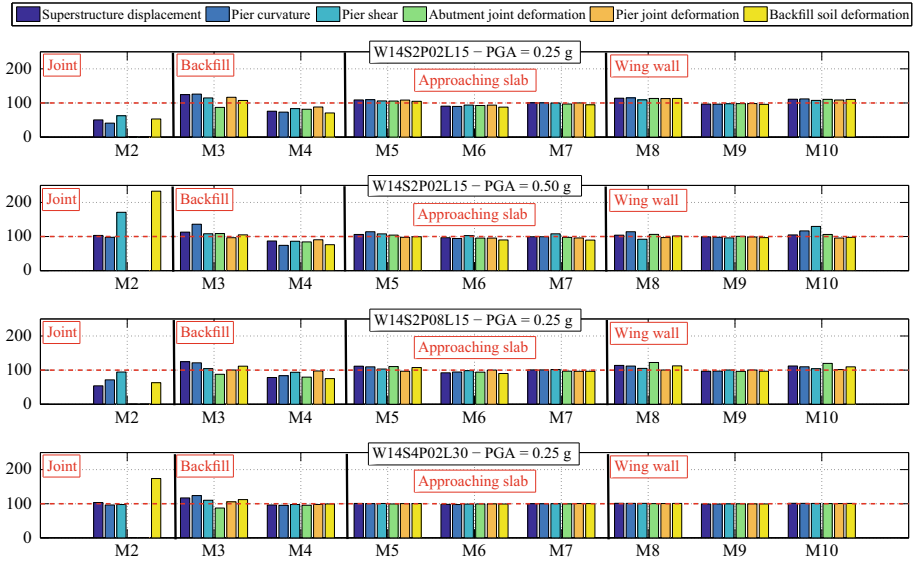 Superstructure displacement Pier curvature Pier shear Abutment joint deformation Pier joint deformation Backfill soil deformation
W14S2P02L15 − PGA = 0.25 g
Joint Backfill Approaching slab Wing wall
200
100
0
M2 M3 M4 M5 M6 M7 M8 M9 M10
W14S2P02L15 − PGA = 0.50 g
Joint Backfill Approaching slab Wing wall
200
100
0
M2 M3 M4 M5 M6 M7 M8 M9 M10
W14S2P08L15 − PGA = 0.25 g
Joint Backfill Approaching slab Wing wall
200
100
0
M2 M3 M4 M5 M6 M7 M8 M9 M10
W14S4P02L30 − PGA = 0.25 g
Joint Backfill Approaching slab Wing wall
200
100
0
M2 M3 M4 M5 M6 M7 M8 M9 M10